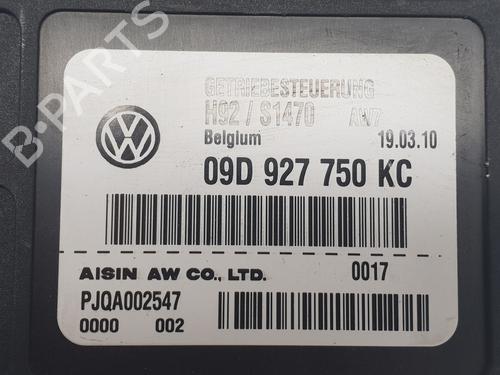 B-PARTS
GETRIEBESTEUERUNG
H92 / S1470 AW7
Belgium 19.03.10
09D 927 750 KC
AISIN AW CO., LTD. 0017
PJQA002547
0000 002